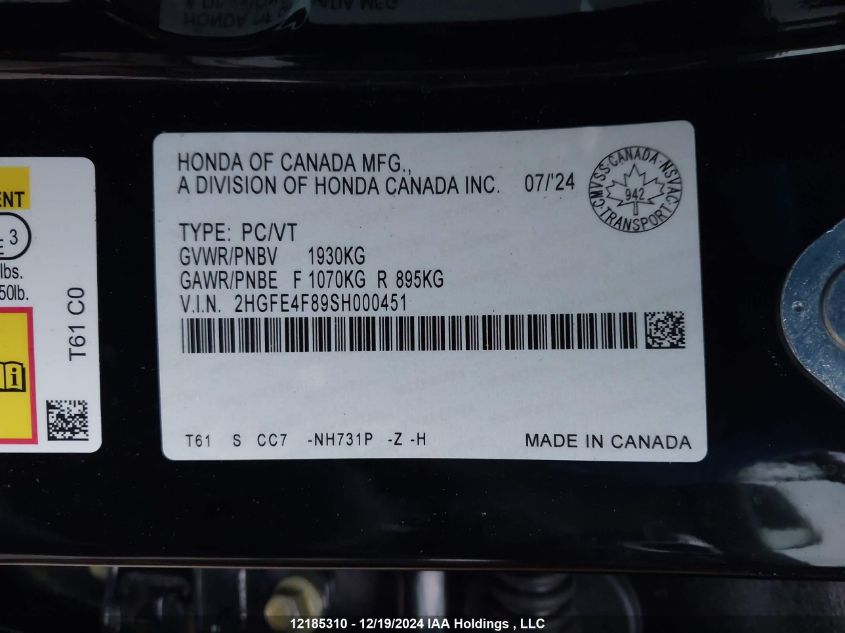 HONDA OF CANADA MFG.,
A DIVISION OF HONDA CANADA INC. 07/'24
CMVSS·CANADA·NSVAC
942
TRANSPORT
TYPE: PC/VT
GVWR/PNBV 1930KG
GAWR/PNBE F 1070KG R 895KG
V.I.N. 2HGFE4F89SH000451
T61 S CC7 -NH731P -Z -H MADE IN CANADA
3
lbs.
50lb.
T61 C0
i
12185310 - 12/19/2024 IAA Holdings , LLC